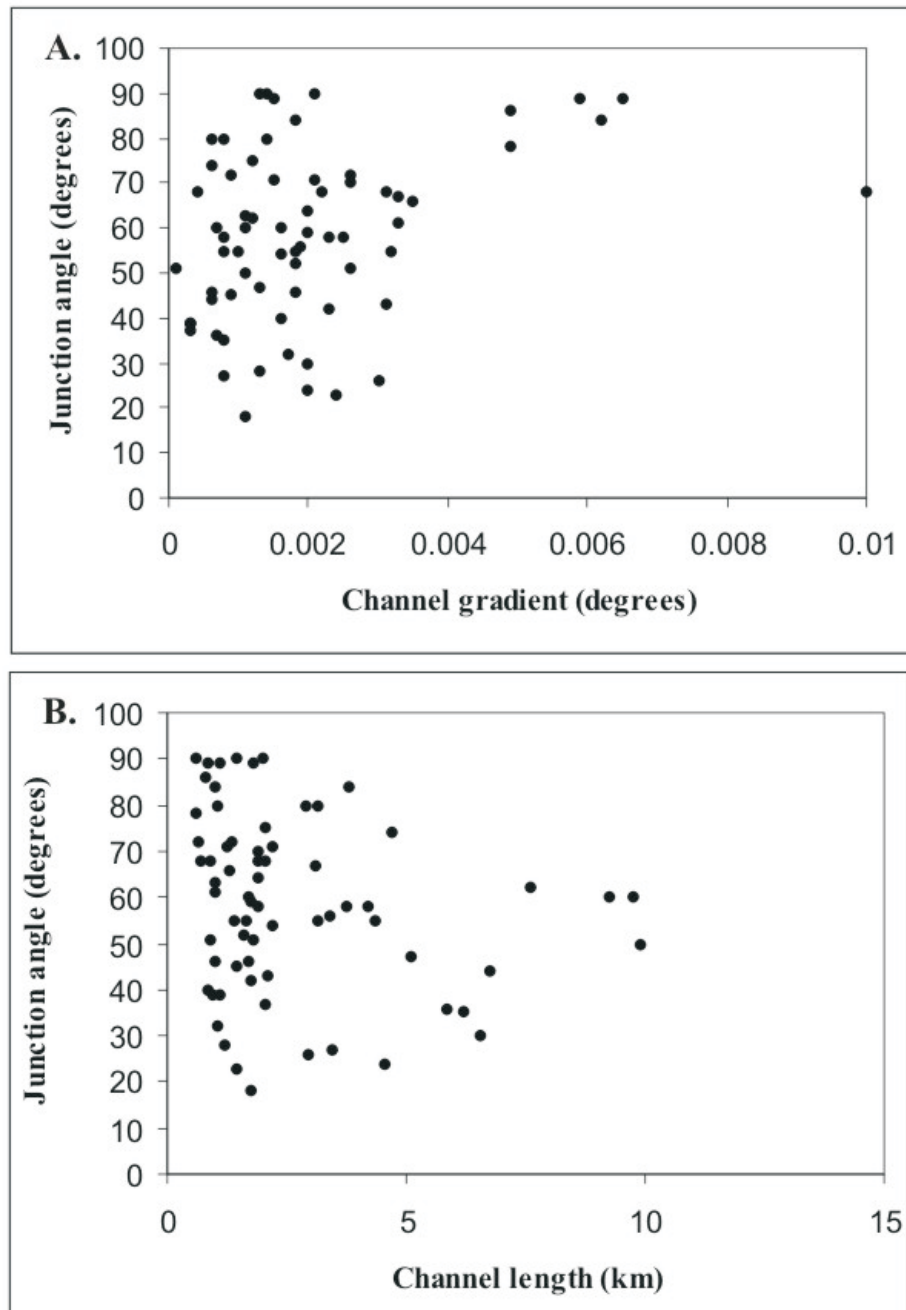 A.
100
90
80
70
60
50
40
30
20
10
0
Junction angle (degrees)
0 0.002 0.004 0.006 0.008 0.01
Channel gradient (degrees)
B.
100
90
80
70
60
50
40
30
20
10
0
Junction angle (degrees)
0 5 10 15
Channel length (km)